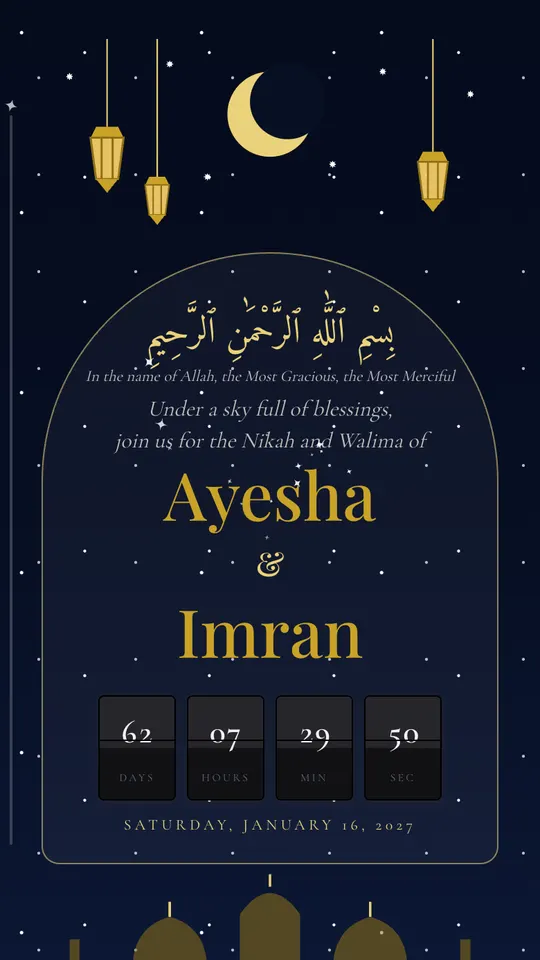 بِسْمِ ٱللَّٰهِ ٱلرَّحْمَٰنِ ٱلرَّحِيمِ
In the name of Allah, the Most Gracious, the Most Merciful
Under a sky full of blessings,
join us for the Nikah and Walima of
Ayesha
&
Imran
62 07 29 50
DAYS HOURS MIN SEC
SATURDAY, JANUARY 16, 2027